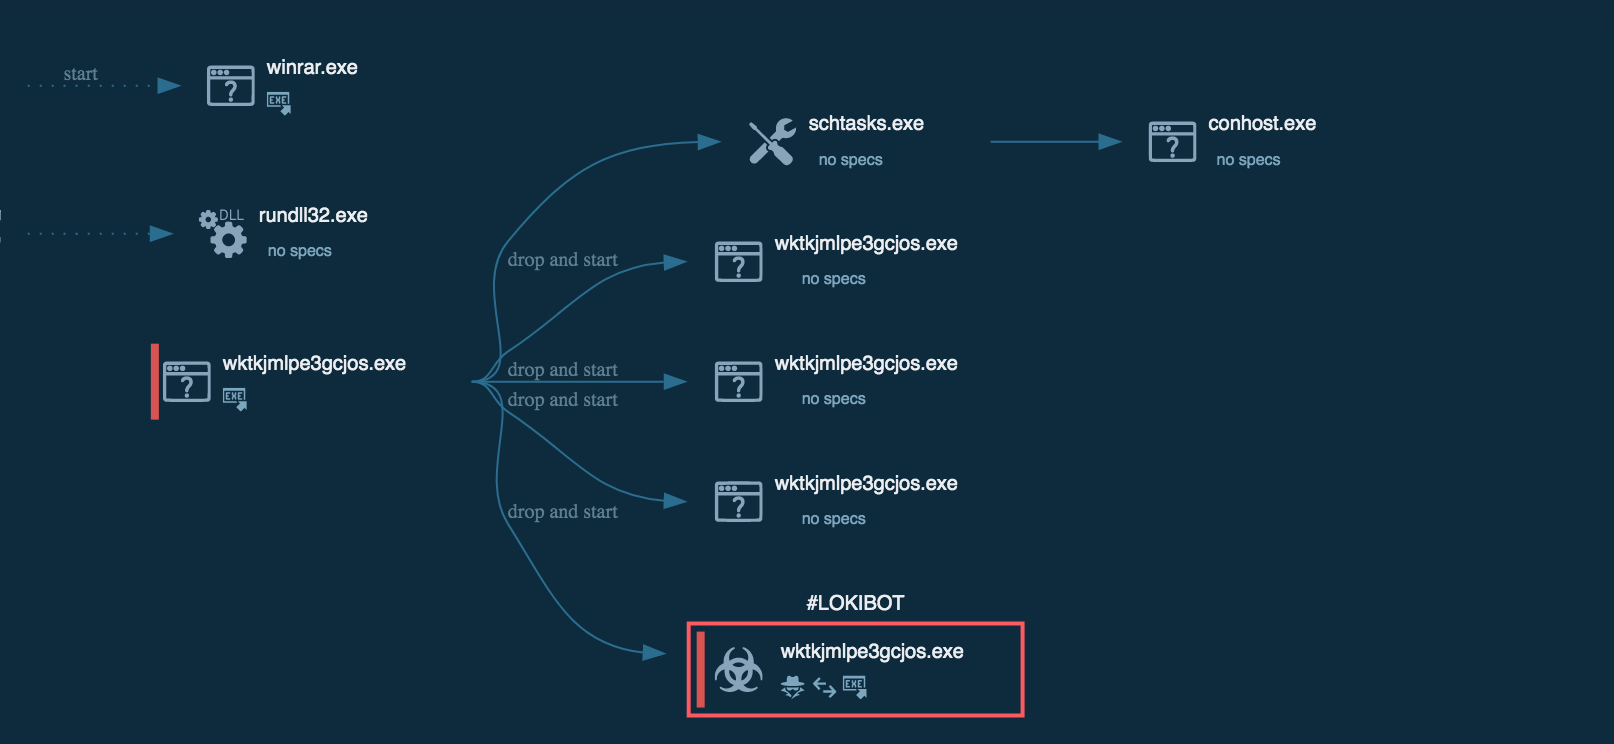 start
winrar.exe
EXE
schtasks.exe
no specs
conhost.exe
no specs
DLL
rundll32.exe
no specs
drop and start
wktkjmlpe3gcjos.exe
no specs
wktkjmlpe3gcjos.exe
EXE
drop and start
wktkjmlpe3gcjos.exe
no specs
drop and start
wktkjmlpe3gcjos.exe
no specs
drop and start
#LOKIBOT
wktkjmlpe3gcjos.exe
EXE